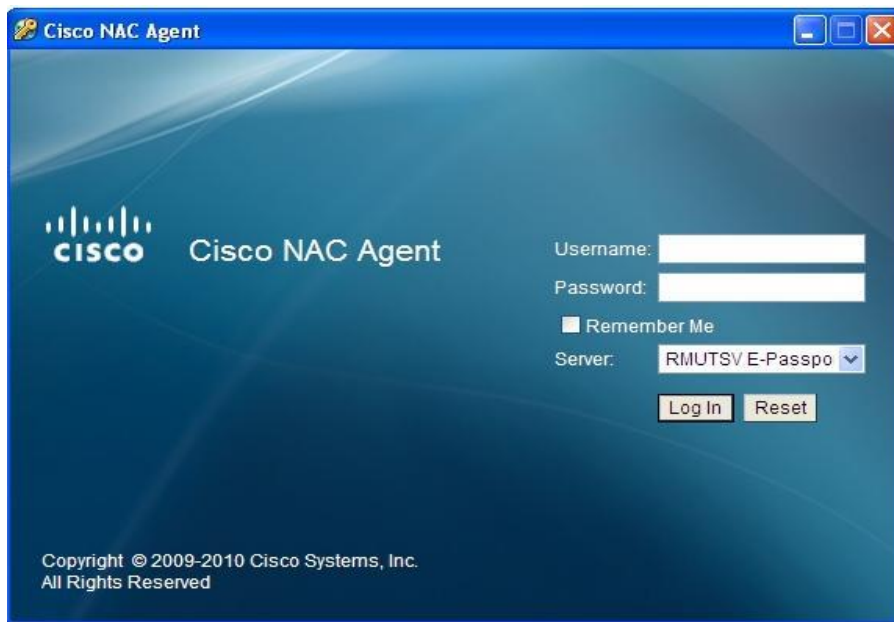 Cisco NAC Agent
CISCO
Cisco NAC Agent
Username:
Password:
Remember Me
Server:
RMUTSV E-Passpo
Log In
Reset
Copyright © 2009-2010 Cisco Systems, Inc.
All Rights Reserved